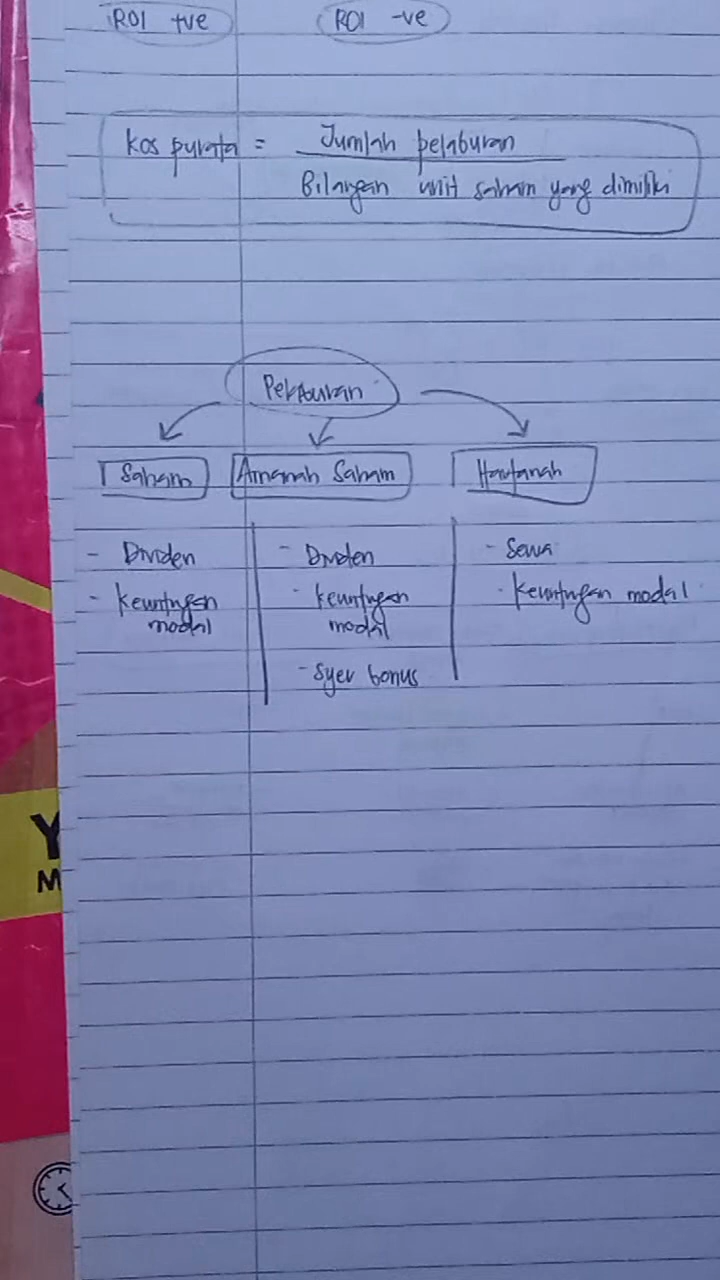 ROI +ve ROI -ve
Kos purata = Jumlah pelaburan
Bilangan unit saham yang dimiliki
Pelaburan
Saham Amanah Saham Hartanah
- Dividen - Dividen - Sewa
- Keuntungan - Keuntungan - Keuntungan modal
modal modal
- Syer bonus
Y
M